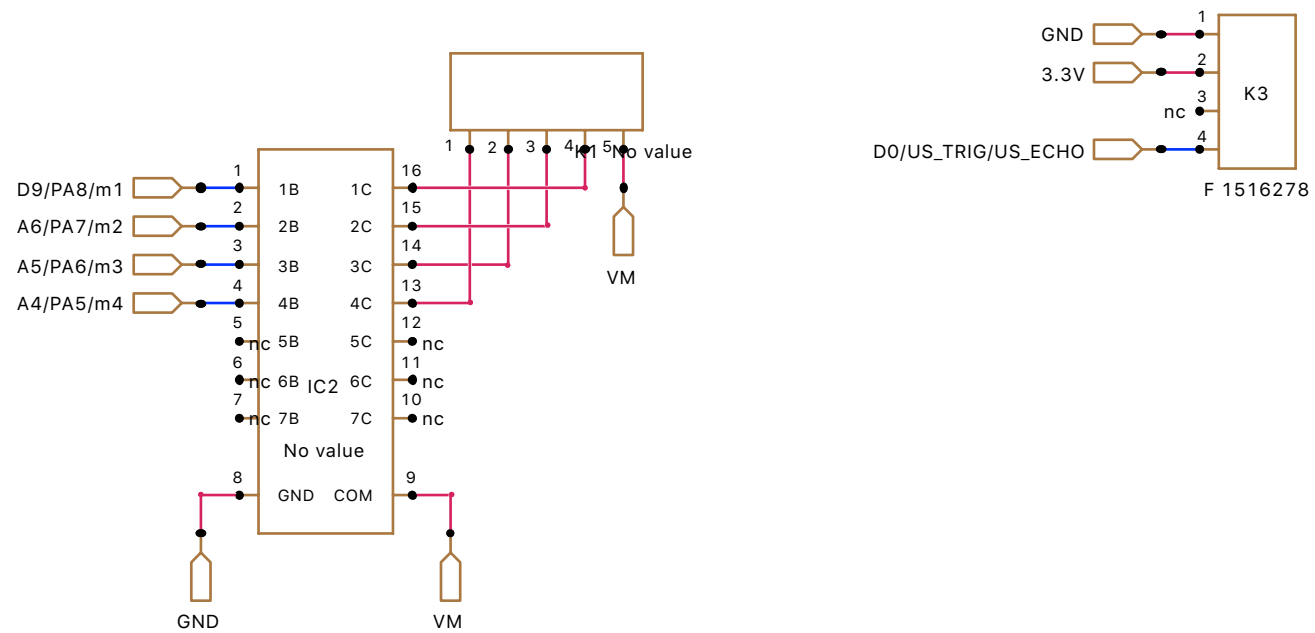 1
GND
2
3.3V
K3
3
nc
4
D0/US_TRIG/US_ECHO
F 1516278
1 2 3 4 5
K1 No value
1 16
D9/PA8/m1 1B 1C
2 15
A6/PA7/m2 2B 2C
3 14
A5/PA6/m3 3B 3C
VM
4 13
A4/PA5/m4 4B 4C
5 12
nc 5B 5C nc
6 11
nc 6B IC2 6C nc
7 10
nc 7B 7C nc
No value
8 9
GND COM
GND VM